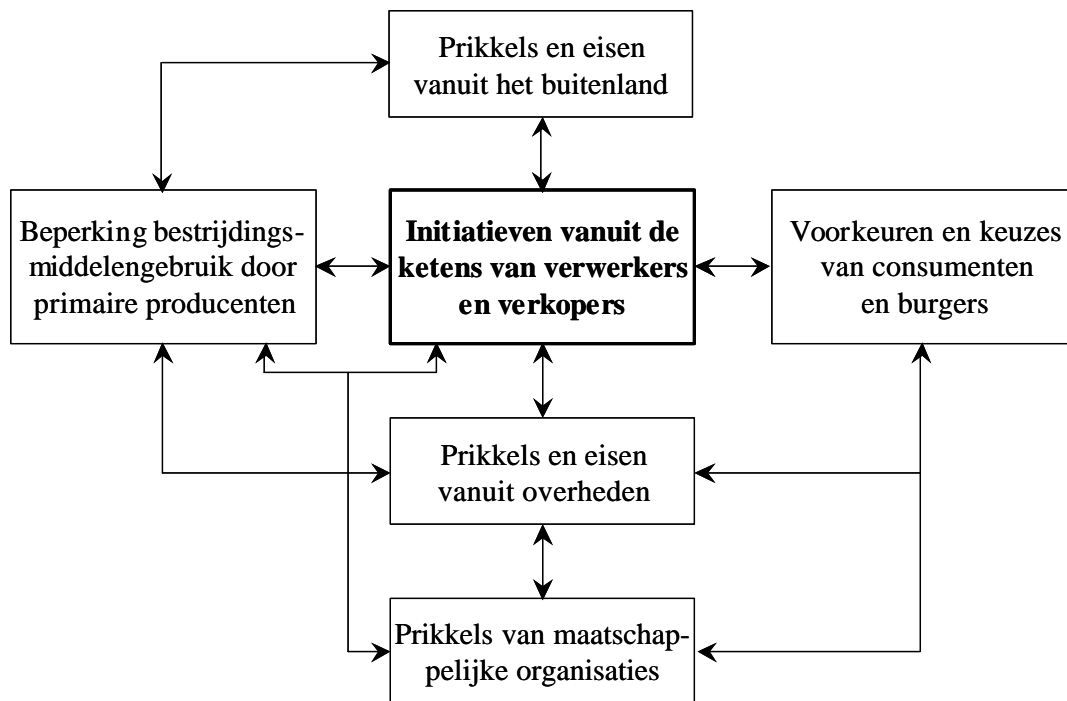 Prikkels en eisen
vanuit het buitenland
Beperking bestrijdings-
middelengebruik door
primaire producenten
Initiatieven vanuit de
ketens van verwerkers
en verkopers
Voorkeuren en keuzes
van consumenten
en burgers
Prikkels en eisen
vanuit overheden
Prikkels van maatschap-
pelijke organisaties